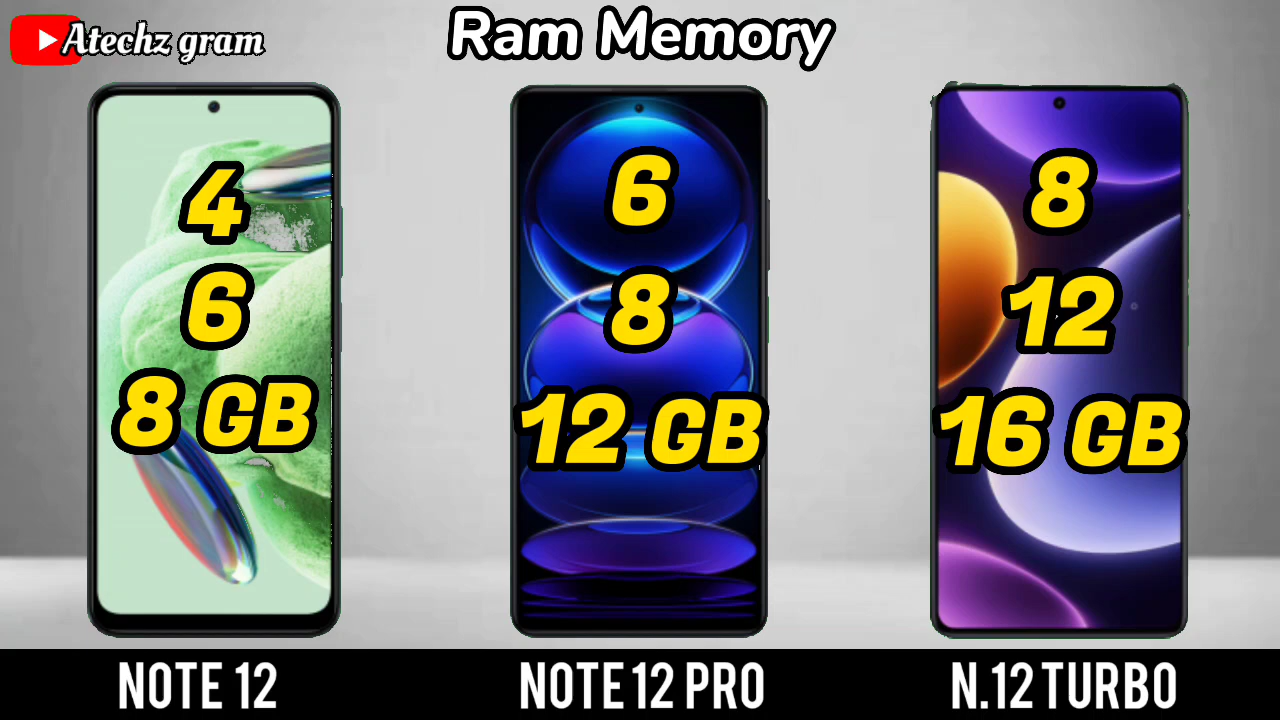 Atechz gram
Ram Memory
4
6
8 GB
6
8
12 GB
8
12
16 GB
NOTE 12
NOTE 12 PRO
N.12 TURBO